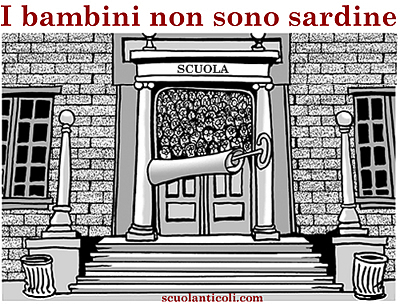 I bambini non sono sardine
SCUOLA
scuolanticoli.com